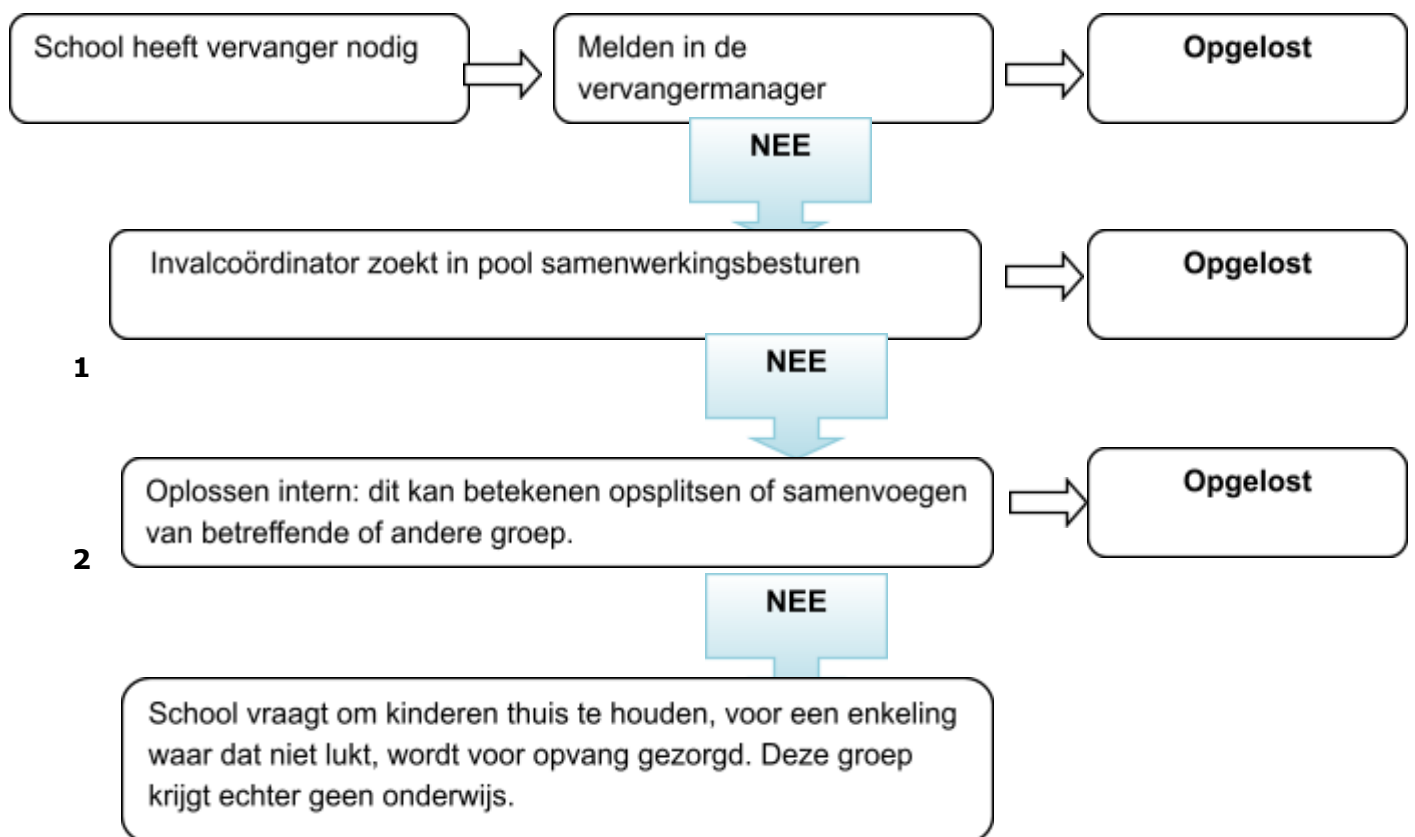 School heeft vervanger nodig
Melden in de
vervangermanager
Opgelost
NEE
Invalcoördinator zoekt in pool samenwerkingsbesturen
Opgelost
1
NEE
Oplossen intern: dit kan betekenen opsplitsen of samenvoegen
van betreffende of andere groep.
Opgelost
2
NEE
School vraagt om kinderen thuis te houden, voor een enkeling
waar dat niet lukt, wordt voor opvang gezorgd. Deze groep
krijgt echter geen onderwijs.